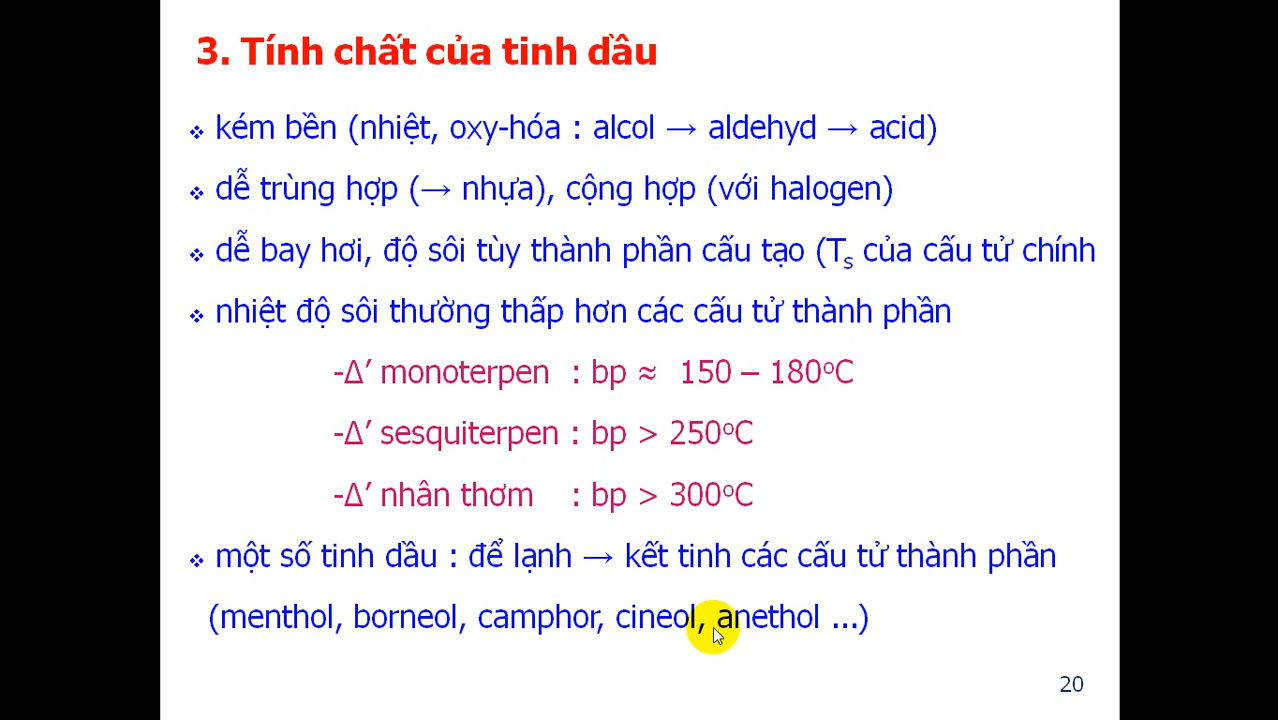 3. Tính chất của tinh dầu
❖ kém bền (nhiệt, oxy-hóa : alcol → aldehyd → acid)
❖ dễ trùng hợp (→ nhựa), cộng hợp (với halogen)
❖ dễ bay hơi, độ sôi tùy thành phần cấu tạo (Ts của cấu tử chính
❖ nhiệt độ sôi thường thấp hơn các cấu tử thành phần
-Δ’ monoterpen : bp ≈ 150 – 180ºC
-Δ’ sesquiterpen : bp > 250ºC
-Δ’ nhân thơm : bp > 300ºC
❖ một số tinh dầu : để lạnh → kết tinh các cấu tử thành phần
(menthol, borneol, camphor, cineol, anethol ...)
20